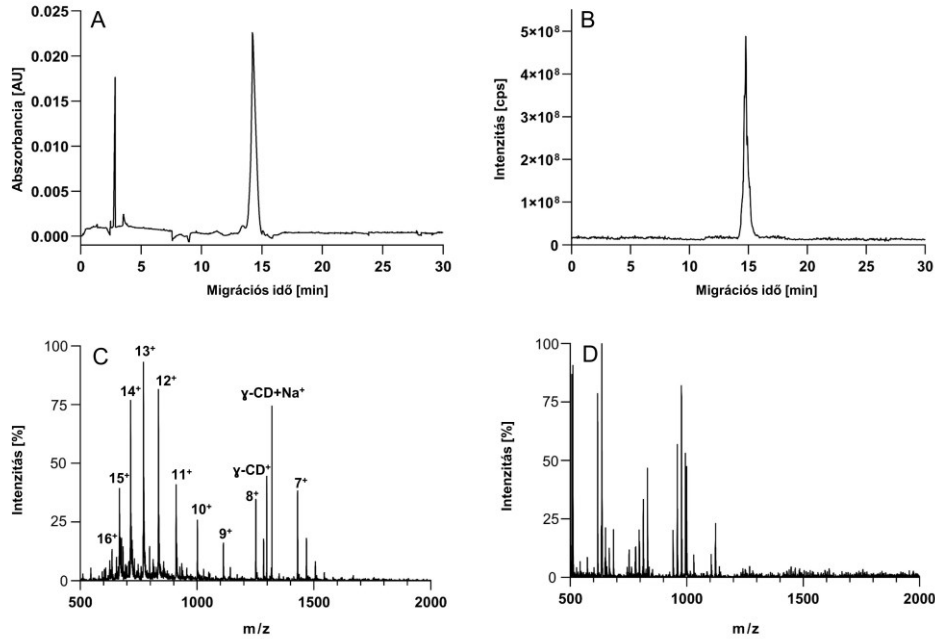 A
Abszorbancia [AU]
0.025
0.020
0.015
0.010
0.005
0.000
0 5 10 15 20 25 30
Migrációs idő [min]
B
Intenzitás [cps]
5×10⁸
4×10⁸
3×10⁸
2×10⁸
1×10⁸
0
0 5 10 15 20 25 30
Migrációs idő [min]
C
Intenzitás [%]
100
75
50
25
0
16⁺
15⁺
14⁺
13⁺
12⁺
11⁺
10⁺
9⁺
8⁺
ɣ-CD⁺
ɣ-CD+Na⁺
7⁺
500 1000 1500 2000
m/z
D
Intenzitás [%]
100
75
50
25
0
500 1000 1500 2000
m/z